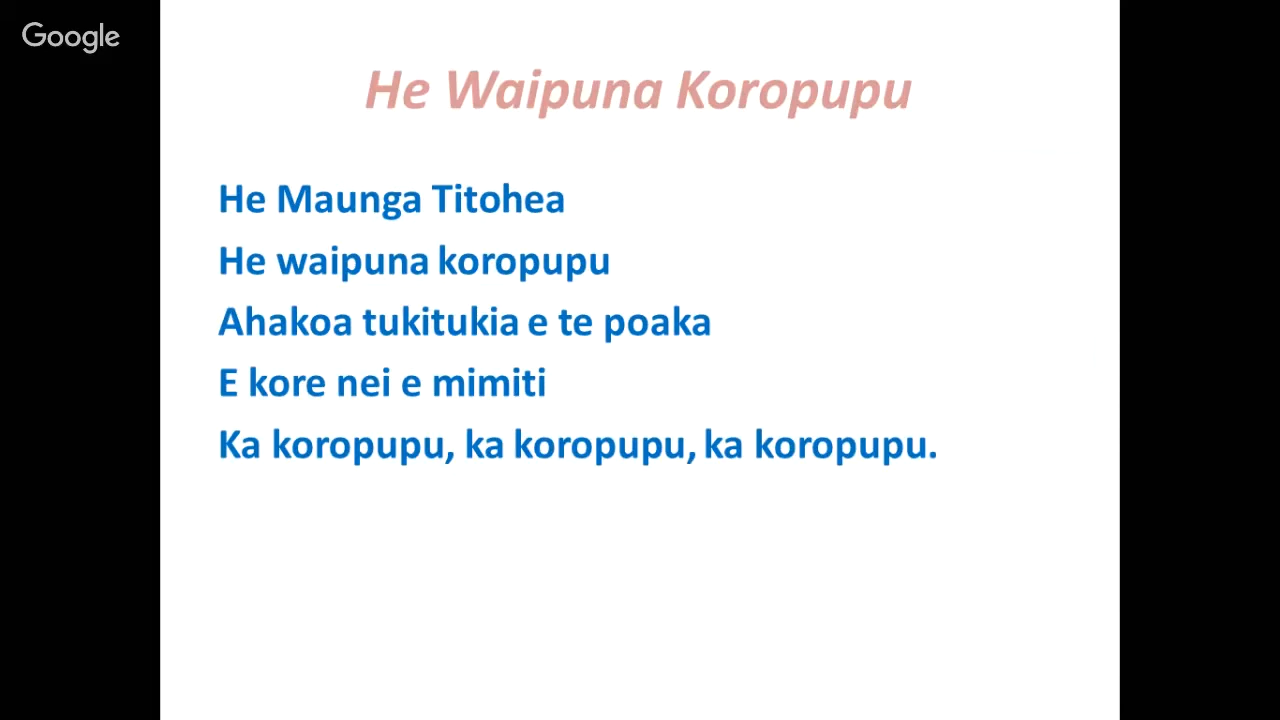 Google
He Waipuna Koropupu
He Maunga Titohea
He waipuna koropupu
Ahakoa tukitukia e te poaka
E kore nei e mimiti
Ka koropupu, ka koropupu, ka koropupu.